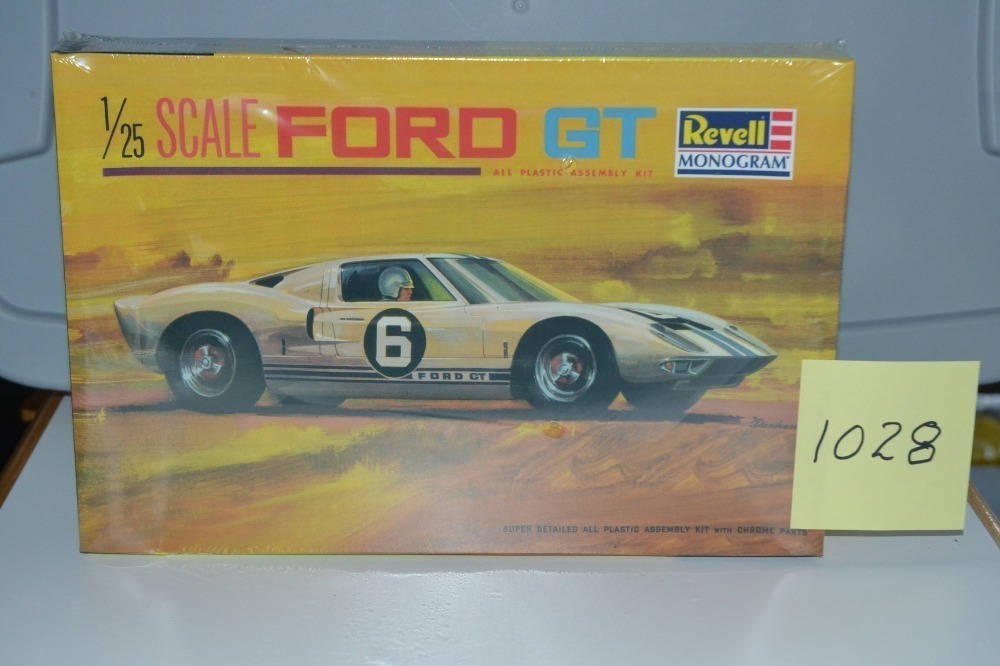 1/25 SCALE FORD GT
Revell
MONOGRAM
ALL PLASTIC ASSEMBLY KIT
6
FORD GT
1028
SUPER DETAILED ALL PLASTIC ASSEMBLY KIT WITH CHROME PARTS